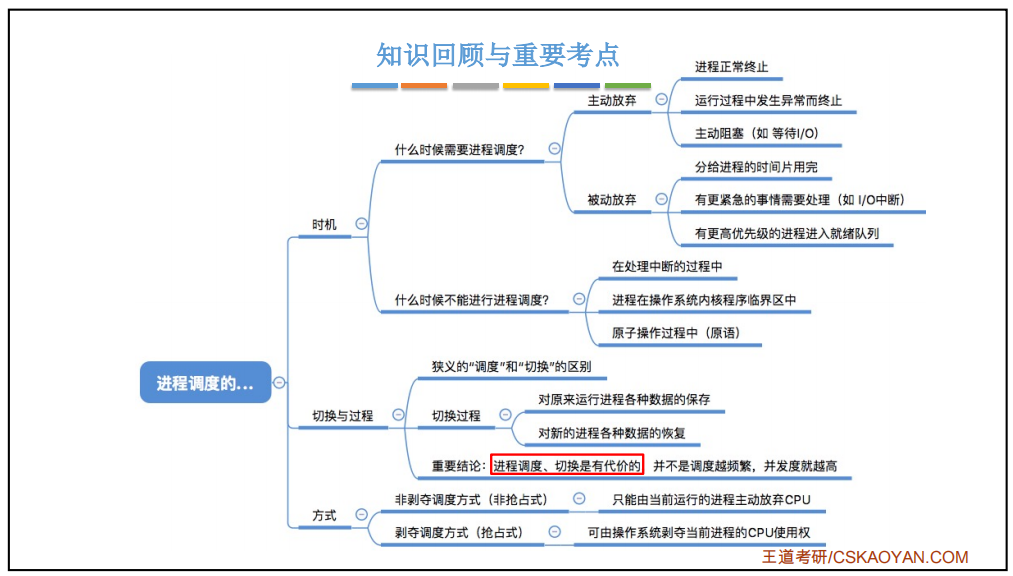 知识回顾与重要考点
进程调度的...
时机
什么时候需要进程调度?
主动放弃
进程正常终止
运行过程中发生异常而终止
主动阻塞（如 等待I/O）
被动放弃
分给进程的时间片用完
有更紧急的事情需要处理（如 I/O中断）
有更高优先级的进程进入就绪队列
什么时候不能进行进程调度?
在处理中断的过程中
进程在操作系统内核程序临界区中
原子操作过程中（原语）
切换与过程
狭义的“调度”和“切换”的区别
切换过程
对原来运行进程各种数据的保存
对新的进程各种数据的恢复
重要结论：进程调度、切换是有代价的 并不是调度越频繁，并发度就越高
方式
非剥夺调度方式（非抢占式）
只能由当前运行的进程主动放弃CPU
剥夺调度方式（抢占式）
可由操作系统剥夺当前进程的CPU使用权
王道考研/CSKAOYAN.COM